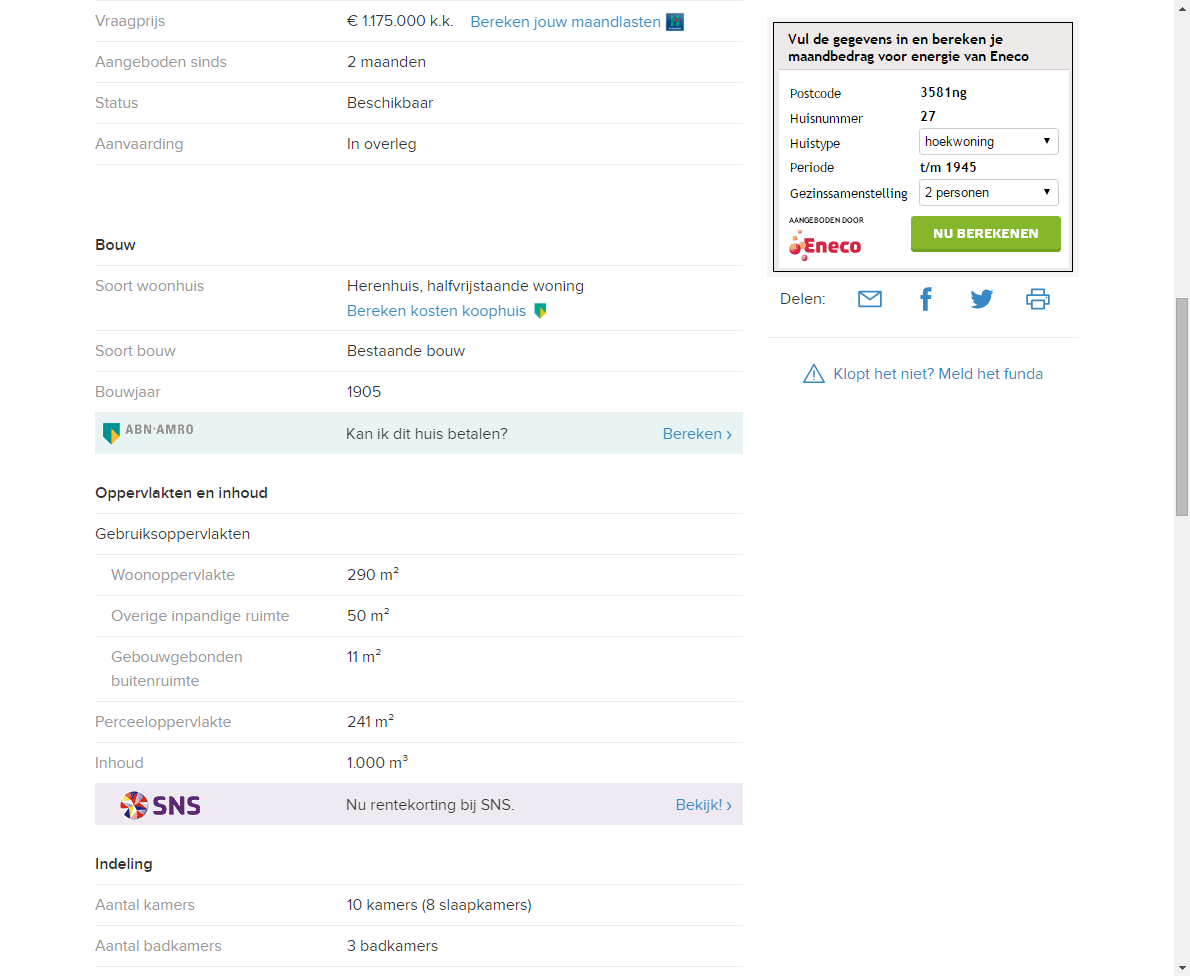 Vraagprijs € 1.175.000 k.k. Bereken jouw maandlasten
Aangeboden sinds 2 maanden
Status Beschikbaar
Aanvaarding In overleg
Bouw
Soort woonhuis Herenhuis, halfvrijstaande woning
Bereken kosten koophuis
Soort bouw Bestaande bouw
Bouwjaar 1905
ABN·AMRO Kan ik dit huis betalen? Bereken ›
Oppervlakten en inhoud
Gebruiksoppervlakten
Woonoppervlakte 290 m²
Overige inpandige ruimte 50 m²
Gebouwgebonden 11 m²
buitenruimte
Perceeloppervlakte 241 m²
Inhoud 1.000 m³
SNS Nu rentekorting bij SNS. Bekijk! ›
Indeling
Aantal kamers 10 kamers (8 slaapkamers)
Aantal badkamers 3 badkamers
Vul de gegevens in en bereken je
maandbedrag voor energie van Eneco
Postcode 3581ng
Huisnummer 27
Huistype hoekwoning
Periode t/m 1945
Gezinssamenstelling 2 personen
AANGEBODEN DOOR
Eneco
NU BEREKENEN
Delen:
Klopt het niet? Meld het funda